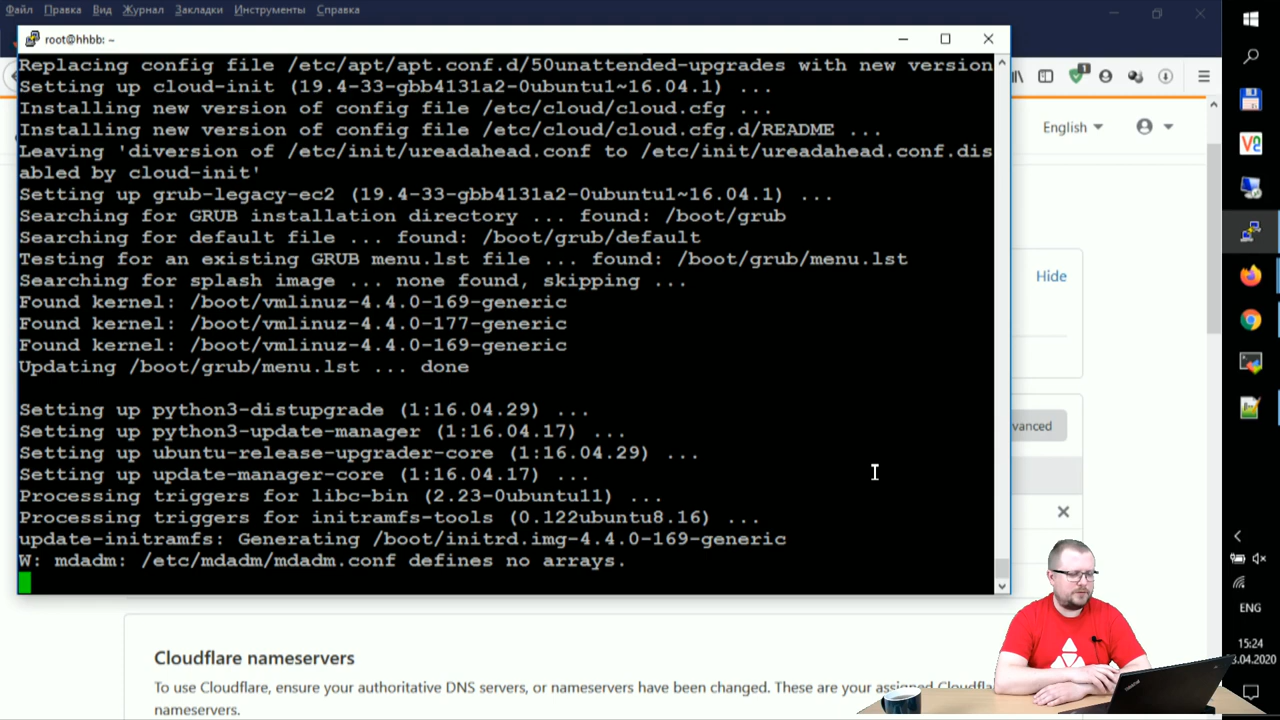 Файл Правка Вид Журнал Закладки Инструменты Справка
root@hhbb: ~
Replacing config file /etc/apt/apt.conf.d/50unattended-upgrades with new version
Setting up cloud-init (19.4-33-gbb4131a2-0ubuntu1~16.04.1) ...
Installing new version of config file /etc/cloud/cloud.cfg ...
Installing new version of config file /etc/cloud/cloud.cfg.d/README ...
Leaving 'diversion of /etc/init/ureadahead.conf to /etc/init/ureadahead.conf.dis
abled by cloud-init'
Setting up grub-legacy-ec2 (19.4-33-gbb4131a2-0ubuntu1~16.04.1) ...
Searching for GRUB installation directory ... found: /boot/grub
Searching for default file ... found: /boot/grub/default
Testing for an existing GRUB menu.lst file ... found: /boot/grub/menu.lst
Searching for splash image ... none found, skipping ...
Found kernel: /boot/vmlinuz-4.4.0-169-generic
Found kernel: /boot/vmlinuz-4.4.0-177-generic
Found kernel: /boot/vmlinuz-4.4.0-169-generic
Updating /boot/grub/menu.lst ... done
Setting up python3-distupgrade (1:16.04.29) ...
Setting up python3-update-manager (1:16.04.17) ...
Setting up ubuntu-release-upgrader-core (1:16.04.29) ...
Setting up update-manager-core (1:16.04.17) ...
Processing triggers for libc-bin (2.23-0ubuntu11) ...
Processing triggers for initramfs-tools (0.122ubuntu8.16) ...
update-initramfs: Generating /boot/initrd.img-4.4.0-169-generic
W: mdadm: /etc/mdadm/mdadm.conf defines no arrays.
1
English
Hide
vanced
Cloudflare nameservers
To use Cloudflare, ensure your authoritative DNS servers, or nameservers have been changed. These are your assigned Cloudfla
nameservers.
ENG
15:24
3.04.2020